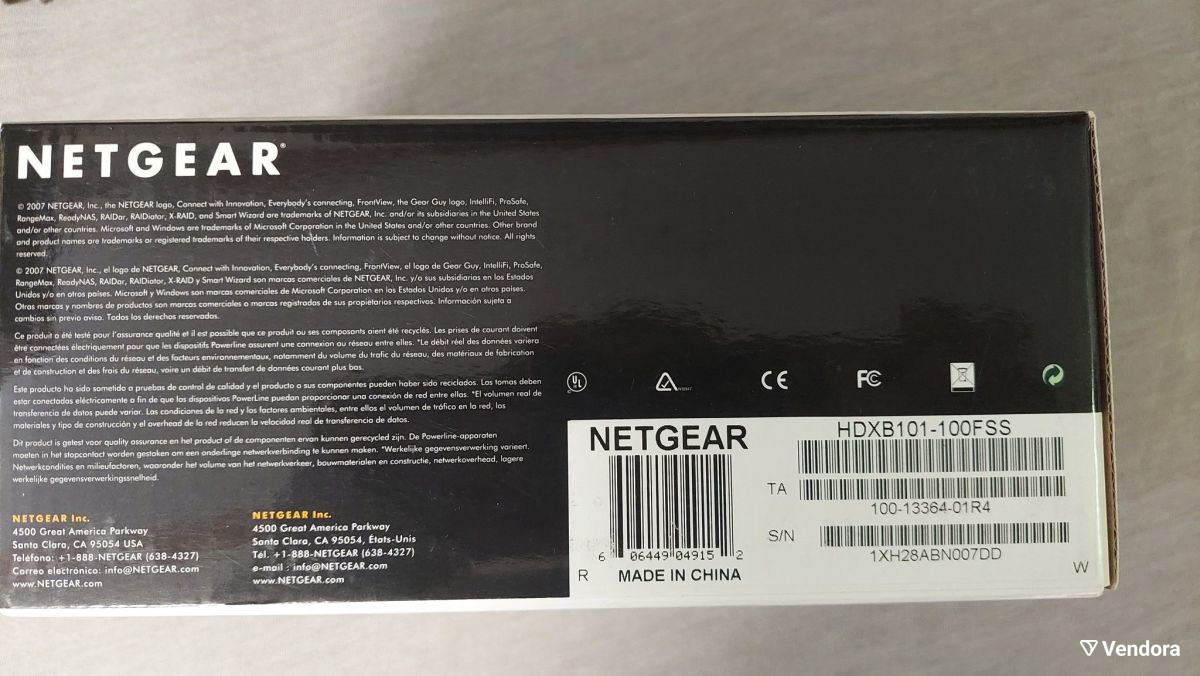 NETGEAR®
© 2007 NETGEAR, Inc., the NETGEAR logo, Connect with Innovation, Everybody's connecting, FrontView, the Gear Guy logo, IntelliFi, ProSafe,
RangeMax, ReadyNAS, RAIDar, RAIDiator, X-RAID, and Smart Wizard are trademarks of NETGEAR, Inc. and/or its subsidiaries in the United States
and/or other countries. Microsoft and Windows are trademarks of Microsoft Corporation in the United States and/or other countries. Other brand
and product names are trademarks or registered trademarks of their respective holders. Information is subject to change without notice. All rights
reserved.
© 2007 NETGEAR, Inc., el logo de NETGEAR, Connect with Innovation, Everybody's connecting, FrontView, el logo de Gear Guy, IntelliFi, ProSafe,
RangeMax, ReadyNAS, RAIDar, RAIDiator, X-RAID y Smart Wizard son marcas comerciales de NETGEAR, Inc. y/o sus subsidiarias en los Estados
Unidos y/o en otros países. Microsoft y Windows son marcas comerciales de Microsoft Corporation en los Estados Unidos y/o en otros países.
Otras marcas y nombres de productos son marcas comerciales o marcas registradas de sus propietarios respectivos. Información sujeta a
cambios sin previo aviso. Todos los derechos reservados.
Ce produit a été testé pour l'assurance qualité et il est possible que ce produit ou ses composants aient été recyclés. Les prises de courant doivent
être connectées électriquement pour que les dispositifs Powerline assurent une connexion au réseau entre elles. *Le débit réel des données variera
en fonction des conditions du réseau et des facteurs environnementaux, notamment du volume du trafic du réseau, des matériaux de fabrication
et de construction et des frais du réseau, voire un débit de transfert de données courant plus bas.
Este producto ha sido sometido a pruebas de control de calidad y el producto o sus componentes pueden haber sido reciclados. Las tomas deben
estar conectadas eléctricamente a fin de que los dispositivos PowerLine puedan proporcionar una conexión de red entre ellas. *El volumen real de
transferencia de datos puede variar. Las condiciones de la red y los factores ambientales, entre ellos el volumen de tráfico en la red, los
materiales y tipo de construcción y el overhead de la red reducen la velocidad real de transferencia de datos.
Dit product is getest voor quality assurance en het product of de componenten ervan kunnen gerecycled zijn. De Powerline-apparaten
moeten in het stopcontact worden gestoken om een onderlinge netwerkverbinding te kunnen maken. *Werkelijke gegevensverwerking varieert.
Netwerkcondities en milieufactoren, waaronder het volume van het netwerkverkeer, bouwmaterialen en constructie, netwerkoverhead, lagere
werkelijke gegevensverwerkingssnelheid.
NETGEAR Inc.
4500 Great America Parkway
Santa Clara, CA 95054 USA
Teléfono: +1-888-NETGEAR (638-4327)
Correo electrónico: info@NETGEAR.com
www.NETGEAR.com
NETGEAR Inc.
4500 Great America Parkway
Santa Clara, CA 95054, États-Unis
Tél. +1-888-NETGEAR (638-4327)
e-mail : info@NETGEAR.com
www.NETGEAR.com
UL
CE
FC
NETGEAR
6 06449 04915 2
R MADE IN CHINA
HDXB101-100FSS
TA
100-13364-01R4
S/N
1XH28ABN007DD
W
Vendora